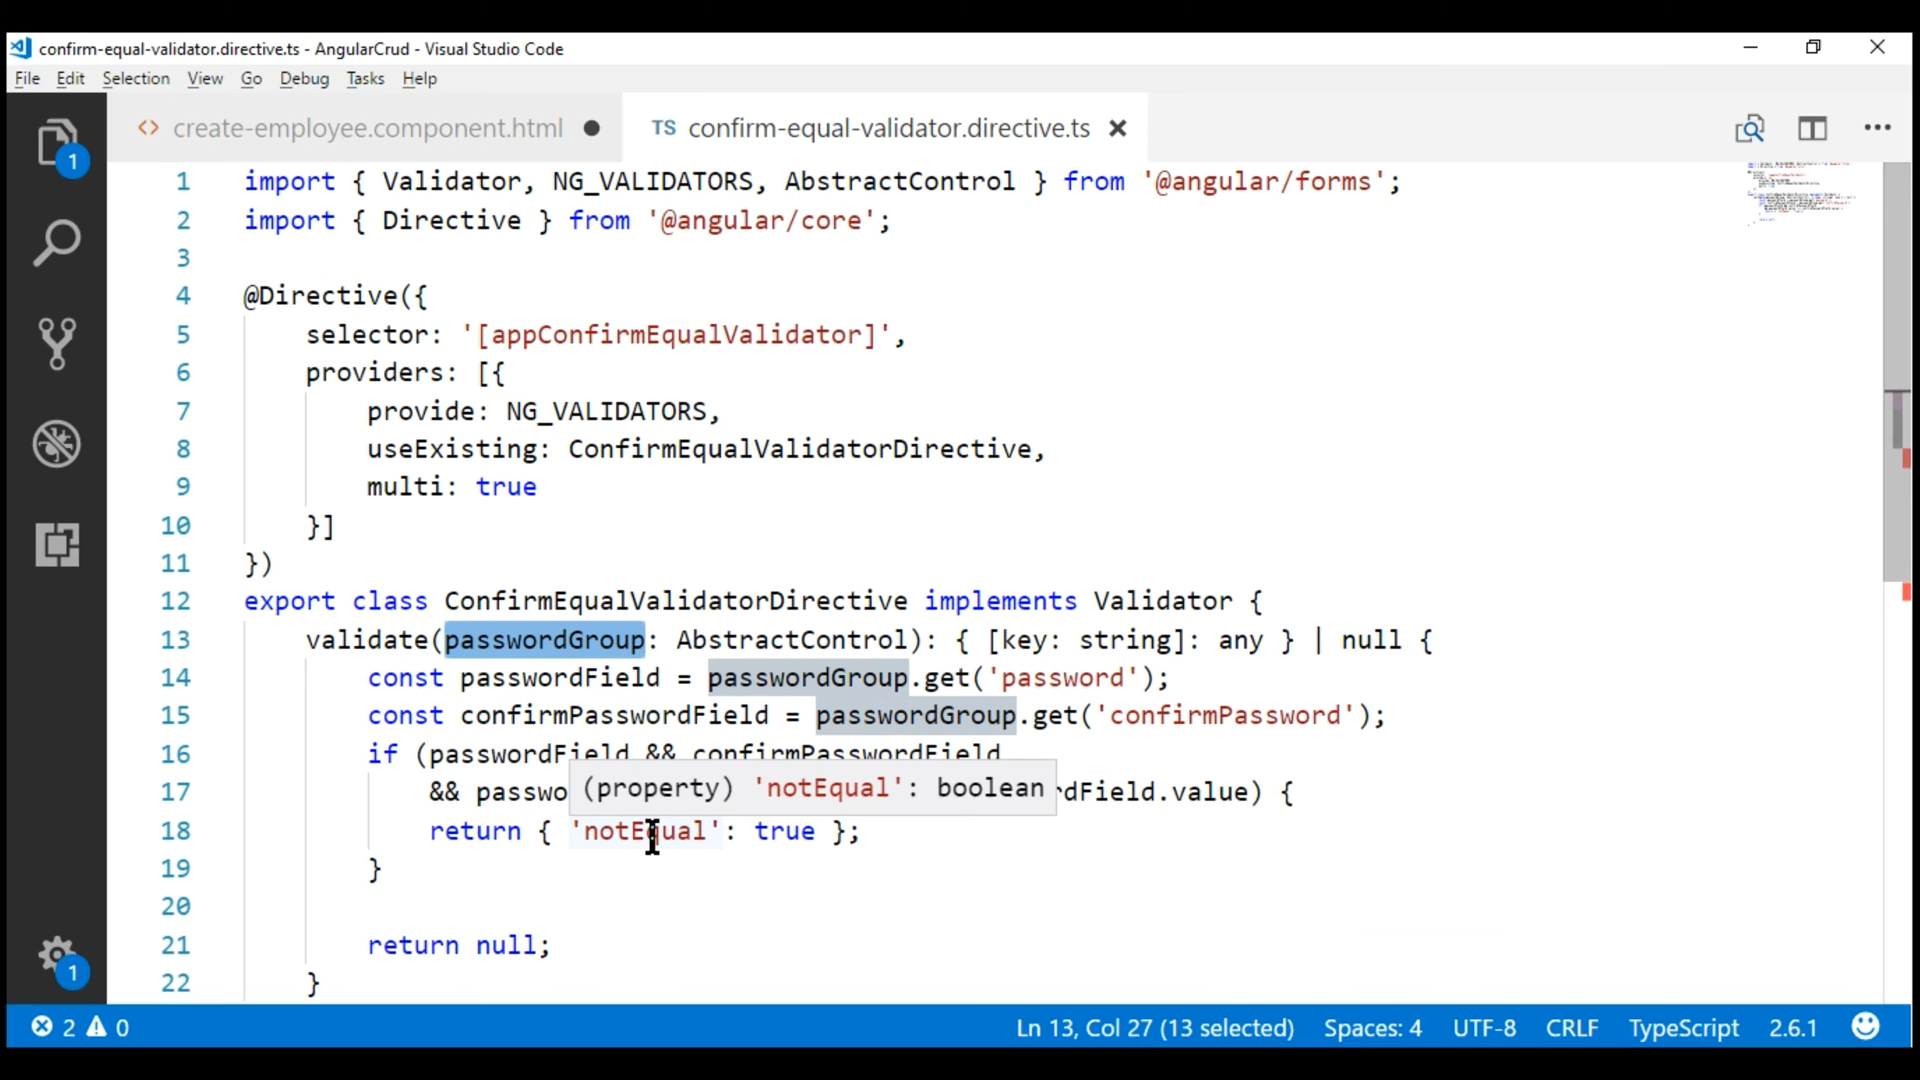 confirm-equal-validator.directive.ts - AngularCrud - Visual Studio Code
File Edit Selection View Go Debug Tasks Help
<> create-employee.component.html ● TS confirm-equal-validator.directive.ts ×
1 import { Validator, NG_VALIDATORS, AbstractControl } from '@angular/forms';
2 import { Directive } from '@angular/core';
3
4 @Directive({
5 selector: '[appConfirmEqualValidator]',
6 providers: [{
7 provide: NG_VALIDATORS,
8 useExisting: ConfirmEqualValidatorDirective,
9 multi: true
10 }]
11 })
12 export class ConfirmEqualValidatorDirective implements Validator {
13 validate(passwordGroup: AbstractControl): { [key: string]: any } | null {
14 const passwordField = passwordGroup.get('password');
15 const confirmPasswordField = passwordGroup.get('confirmPassword');
16 if (passwordField && confirmPasswordField
(property) 'notEqual': boolean
17 && passwo dField.value) {
18 return { 'notEqual': true };
19 }
20
21 return null;
22 }
1
1
2 0 Ln 13, Col 27 (13 selected) Spaces: 4 UTF-8 CRLF TypeScript 2.6.1